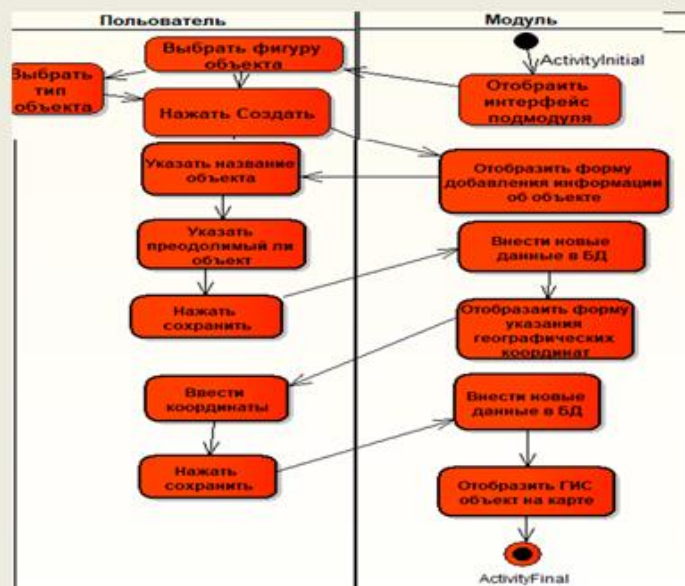 Пользователь
Модуль
Выбрать фигуру
объекта
ActivityInitial
Выбрать
тип
объекта
Отобраить
интерфейс
подмодуля
Нажать Создать
Указать название
объекта
Отобразить форму
добавления информации
об объекте
Указать
преодолимый ли
объект
Внести новые
данные в БД
Нажать
сохранить
Отобразаить форму
указания
географических
координат
Ввести
координаты
Внести новые
данные в БД
Нажать
сохранить
Отобразить ГИС
объект на карте
ActivityFinal